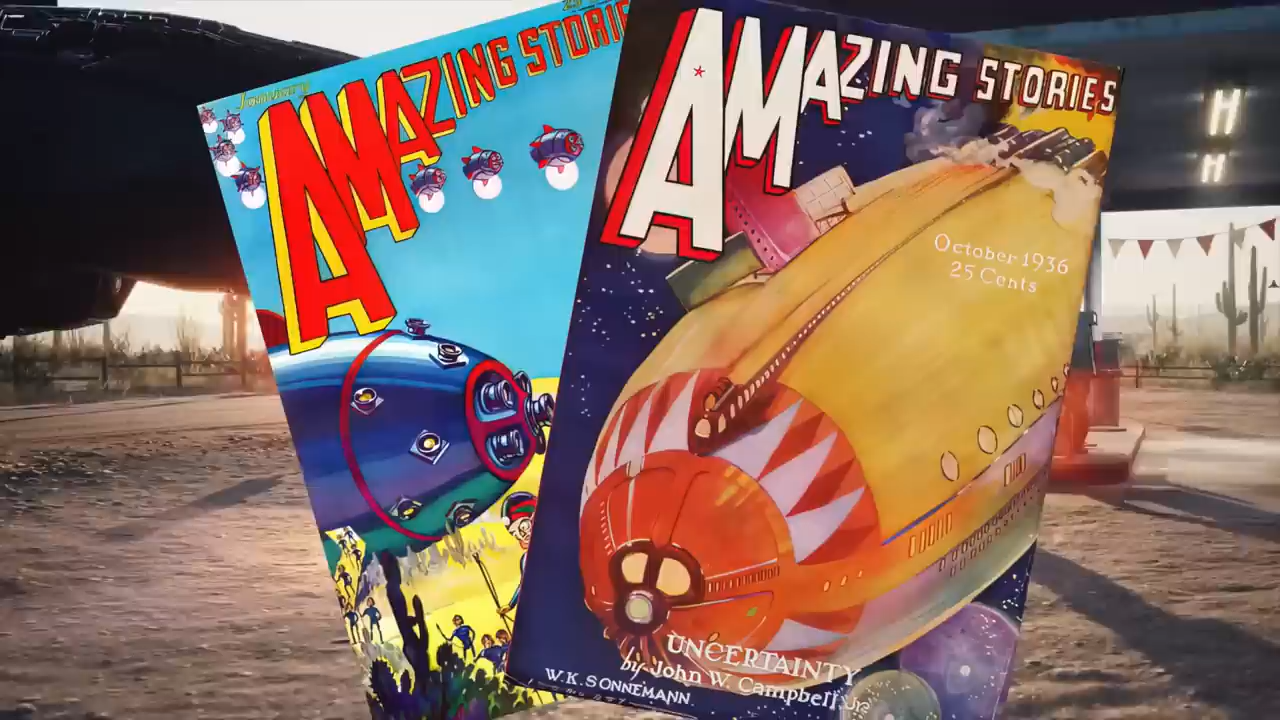 January
AMAZING STORIES
AMAZING STORIES
October 1936
25 Cents
UNCERTAINTY
by John W. Campbell, Jr.
W.K. SONNEMANN
H
H